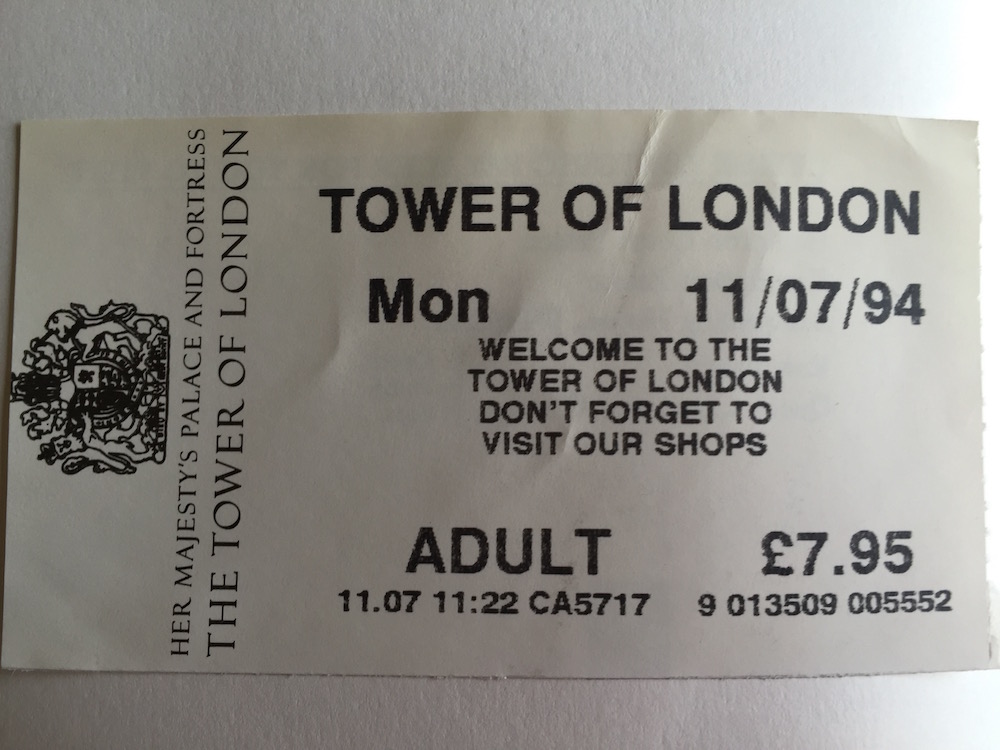 HER MAJESTY'S PALACE AND FORTRESS
THE TOWER OF LONDON
TOWER OF LONDON
Mon 11/07/94
WELCOME TO THE
TOWER OF LONDON
DON'T FORGET TO
VISIT OUR SHOPS
ADULT £7.95
11.07 11:22 CA5717 9 013509 005552